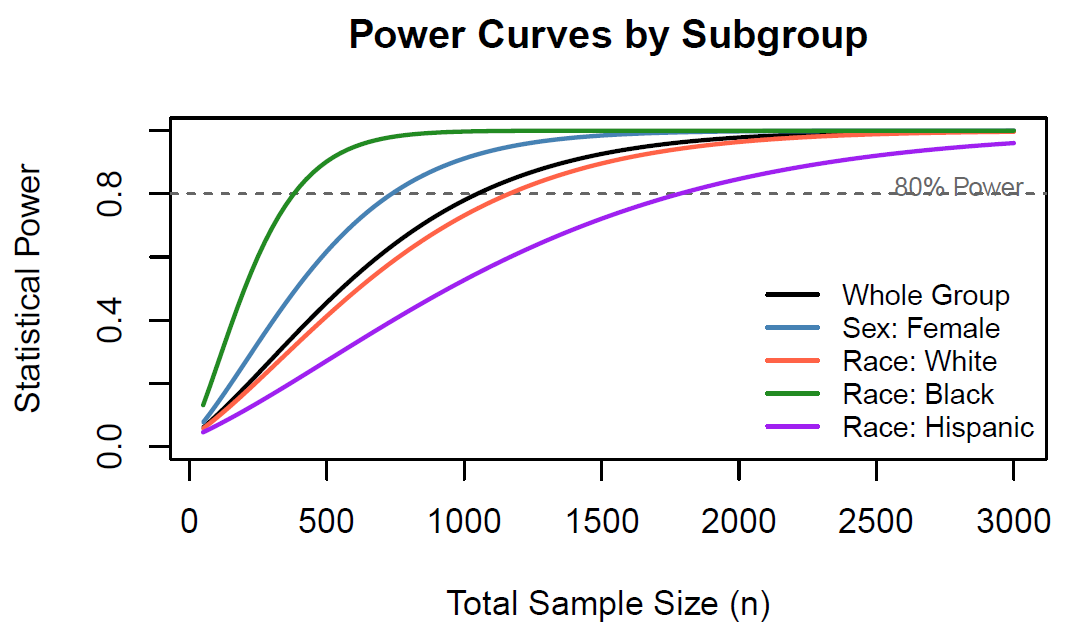 Power Curves by Subgroup
Statistical Power
0.8
0.4
0.0
80% Power
Whole Group
Sex: Female
Race: White
Race: Black
Race: Hispanic
0 500 1000 1500 2000 2500 3000
Total Sample Size (n)